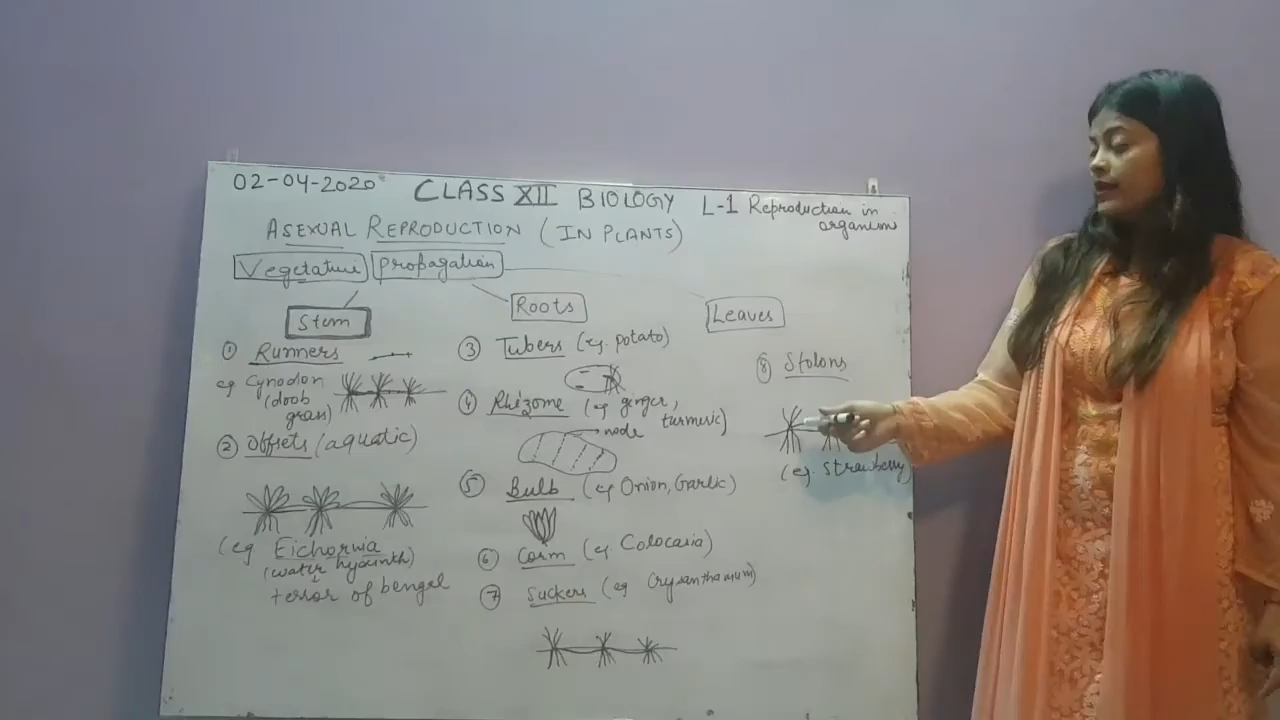 02-04-2020
CLASS XII BIOLOGY
L-1 Reproduction in
organism
ASEXUAL REPRODUCTION (IN PLANTS)
Vegetative propagation
Stem
Roots
Leaves
① Runners
eg Cynodon
(doob
grass)
② Offsets (aquatic)
(eg Eichornia
(water hyacinth)
terror of bengal
③ Tubers (eg. potato)
④ Rhizome (eg ginger,
turmeric)
node
⑤ Bulb (eg Onion, Garlic)
⑥ Corm (eg. Colocasia)
⑦ Suckers (eg Crysanthamum)
⑧ Stolons
(eg. Strawberry)